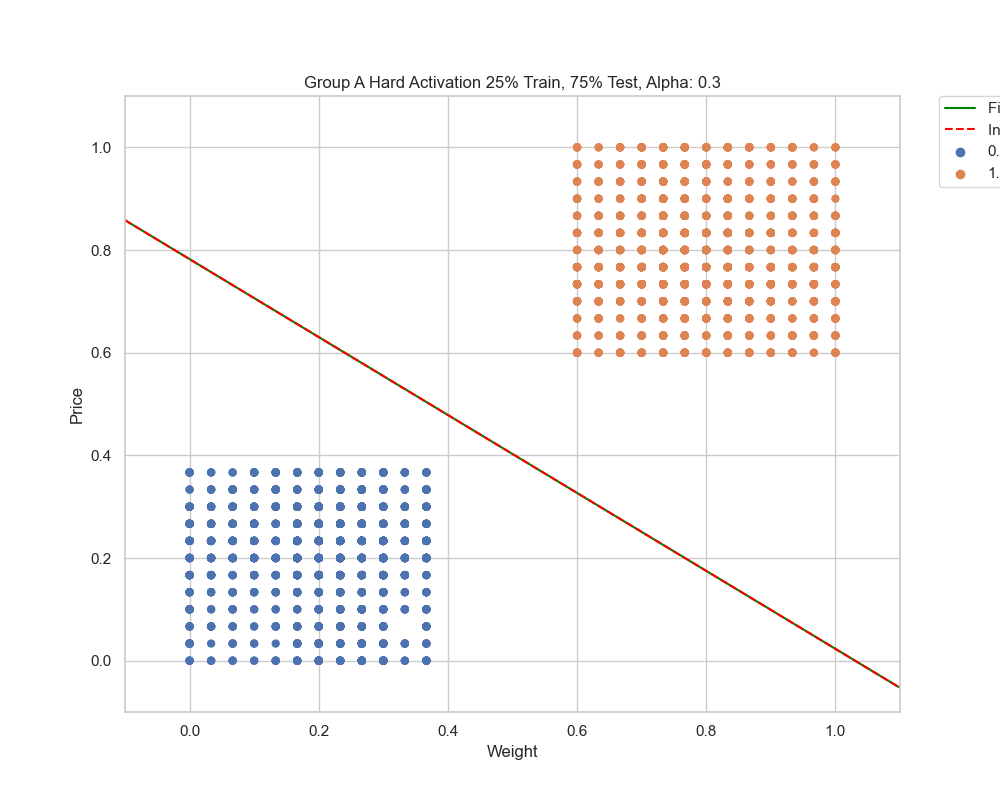 Group A Hard Activation 25% Train, 75% Test, Alpha: 0.3
1.0
0.8
0.6
0.4
0.2
0.0
Price
0.0 0.2 0.4 0.6 0.8 1.0
Weight
Fi
In
0.
1.